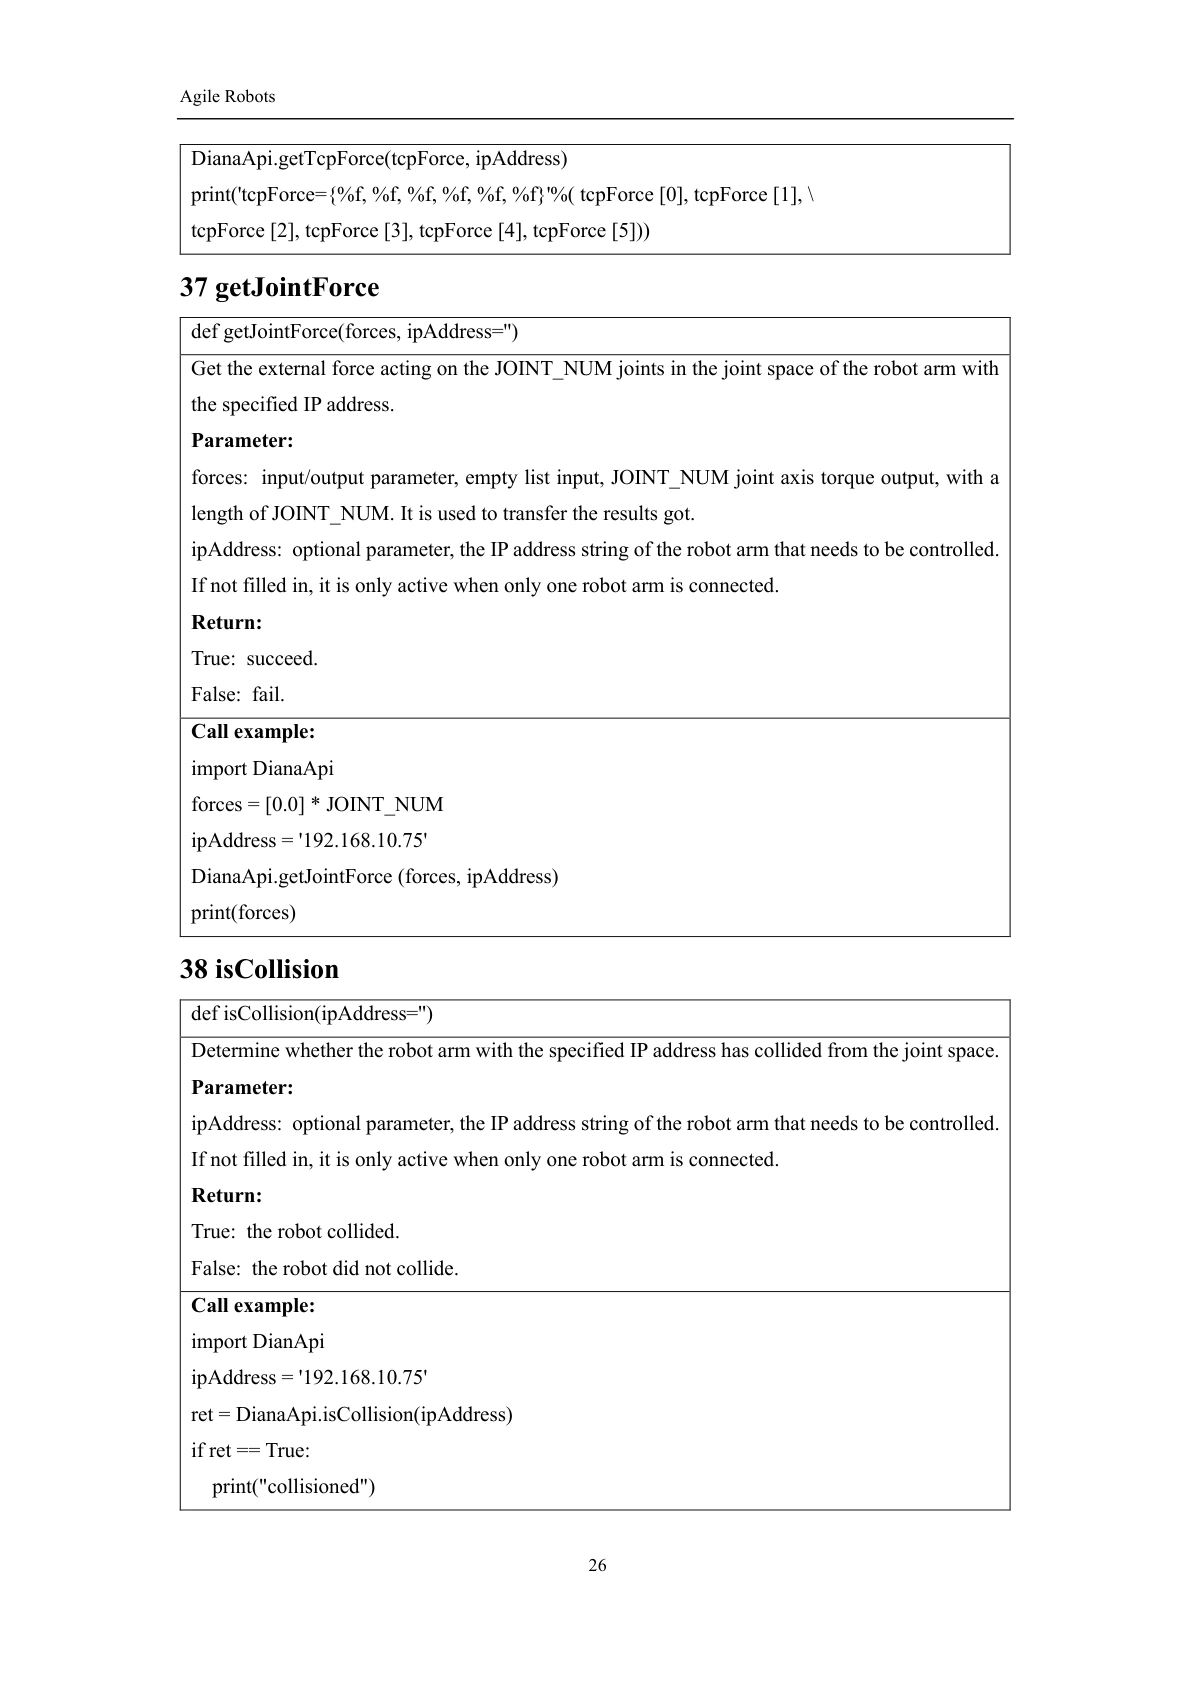 Agile Robots
DianaApi.getTcpForce(tcpForce, ipAddress)
print('tcpForce={%f, %f, %f, %f, %f, %f}'%( tcpForce [0], tcpForce [1], \
tcpForce [2], tcpForce [3], tcpForce [4], tcpForce [5]))
37 getJointForce
def getJointForce(forces, ipAddress='')
Get the external force acting on the JOINT_NUM joints in the joint space of the robot arm with
the specified IP address.
Parameter:
forces: input/output parameter, empty list input, JOINT_NUM joint axis torque output, with a
length of JOINT_NUM. It is used to transfer the results got.
ipAddress: optional parameter, the IP address string of the robot arm that needs to be controlled.
If not filled in, it is only active when only one robot arm is connected.
Return:
True: succeed.
False: fail.
Call example:
import DianaApi
forces = [0.0] * JOINT_NUM
ipAddress = '192.168.10.75'
DianaApi.getJointForce (forces, ipAddress)
print(forces)
38 isCollision
def isCollision(ipAddress='')
Determine whether the robot arm with the specified IP address has collided from the joint space.
Parameter:
ipAddress: optional parameter, the IP address string of the robot arm that needs to be controlled.
If not filled in, it is only active when only one robot arm is connected.
Return:
True: the robot collided.
False: the robot did not collide.
Call example:
import DianApi
ipAddress = '192.168.10.75'
ret = DianaApi.isCollision(ipAddress)
if ret == True:
    print("collisioned")
26